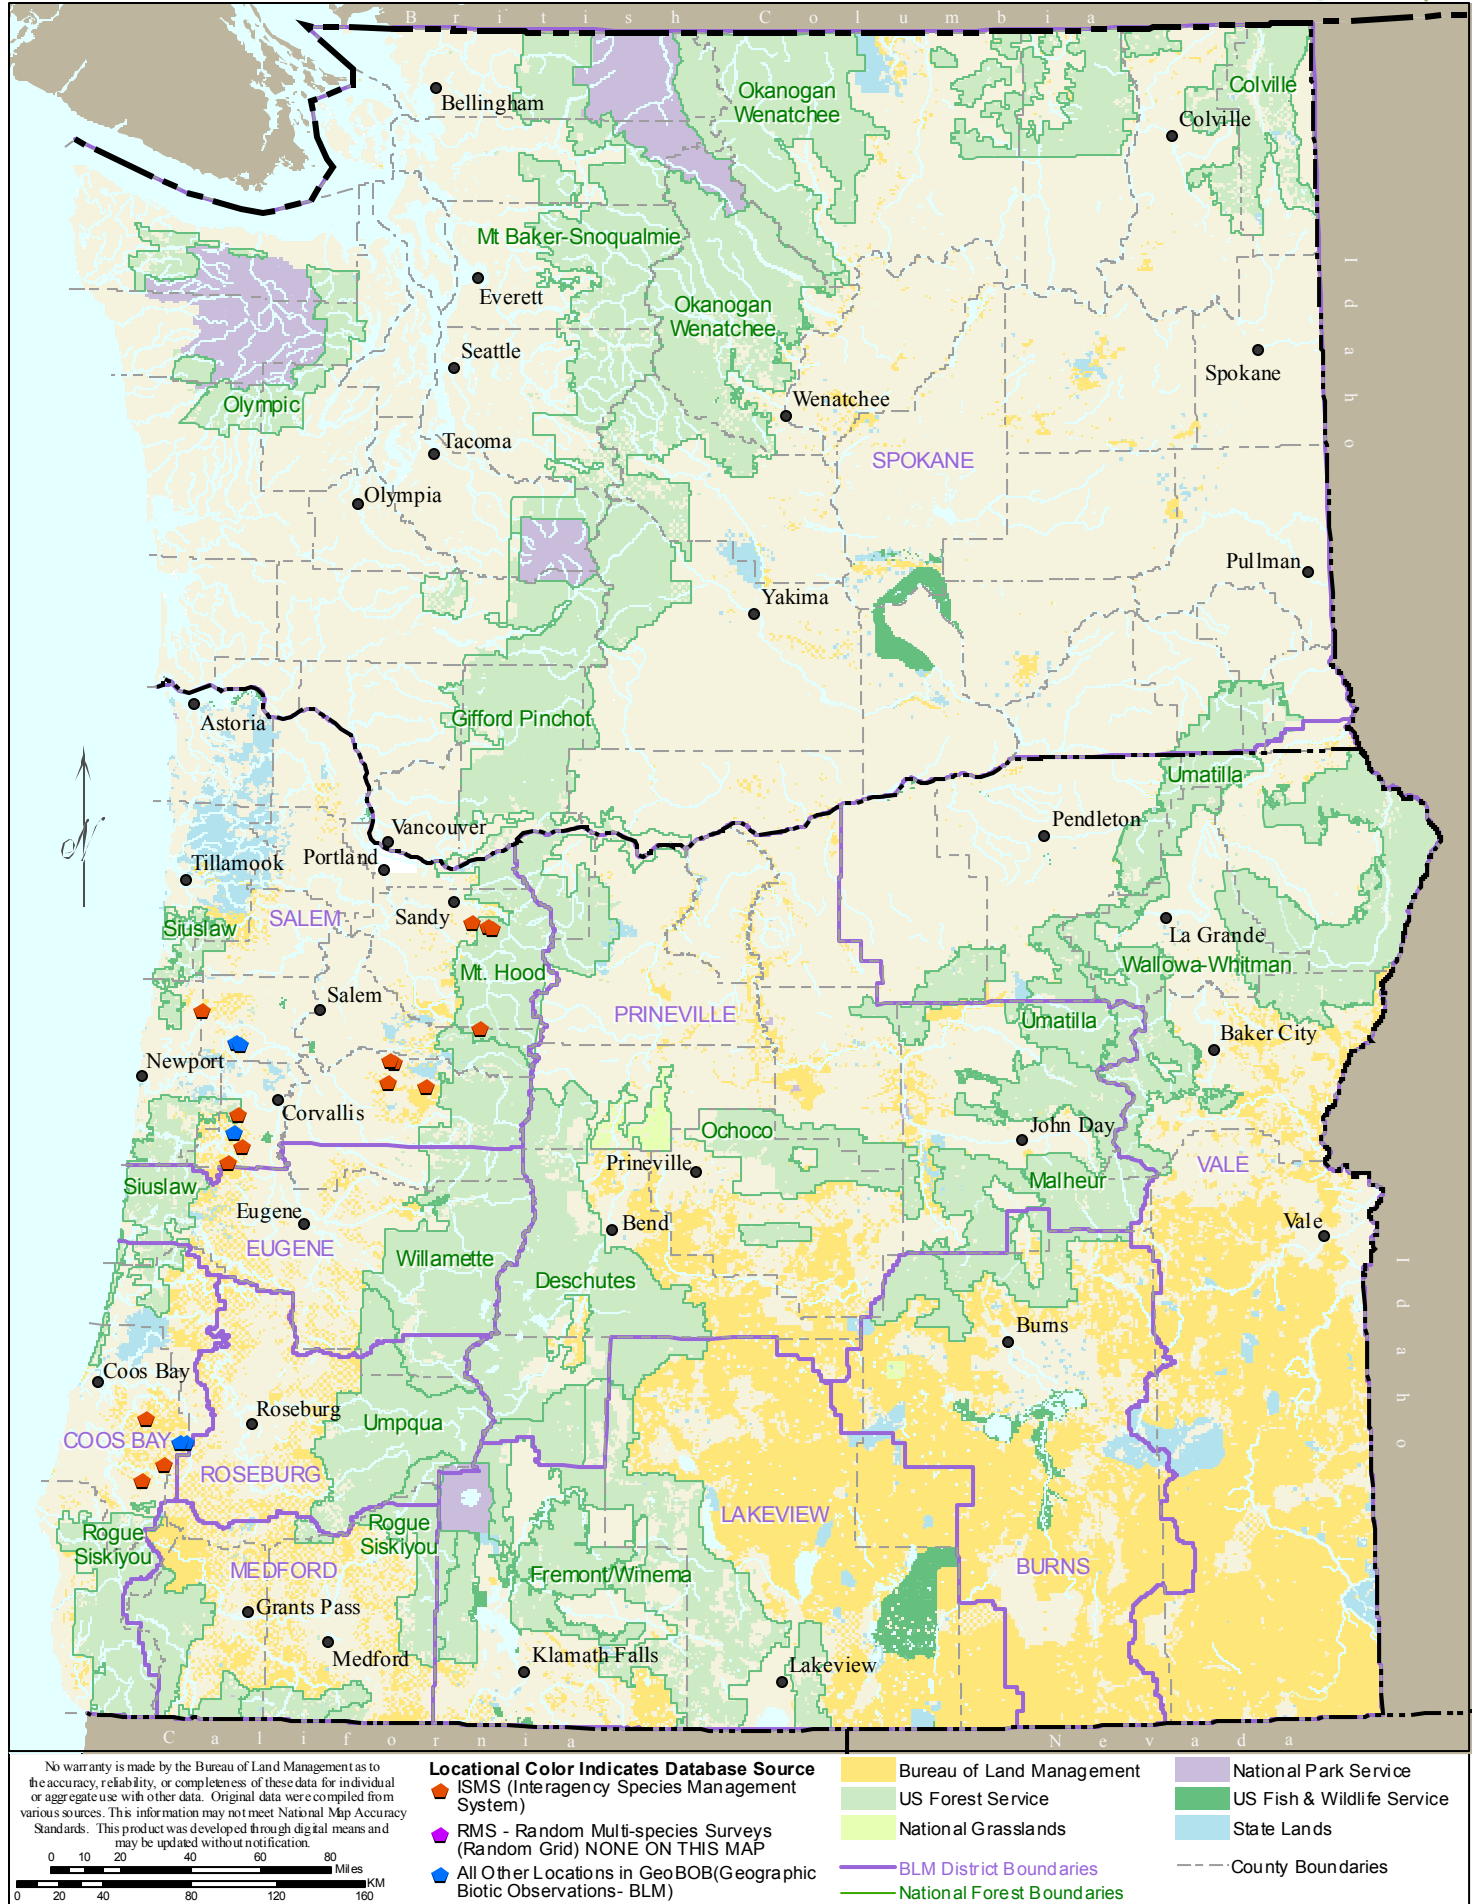 British Columbia
Bellingham
Okanogan
Wenatchee
Colville
Colville
Mt Baker-Snoqualmie
Everett
Okanogan
Wenatchee
Idaho
Seattle
Spokane
Olympic
Wenatchee
Tacoma
SPOKANE
Olympia
Pullman
Yakima
Astoria
Gifford Pinchot
Umatilla
Vancouver
Pendleton
Tillamook
Portland
N
Siuslaw
SALEM
Sandy
La Grande
Mt. Hood
Wallowa-Whitman
Salem
PRINEVILLE
Umatilla
Baker City
Newport
Corvallis
Ochoco
John Day
Prineville
VALE
Siuslaw
Malheur
Eugene
Bend
Vale
EUGENE
Willamette
Deschutes
Idaho
Burns
Coos Bay
Roseburg
Umpqua
COOS BAY
ROSEBURG
LAKEVIEW
Rogue
Siskiyou
Rogue
Siskiyou
MEDFORD
Fremont/Winema
BURNS
Grants Pass
Medford
Klamath Falls
Lakeview
California
Nevada
No warranty is made by the Bureau of Land Management as to
the accuracy, reliability, or completeness of these data for individual
or aggregate use with other data. Original data were compiled from
various sources. This information may not meet National Map Accuracy
Standards. This product was developed through digital means and
may be updated without notification.
0 10 20 40 60 80
Miles
KM
0 20 40 80 120 160
Locational Color Indicates Database Source
ISMS (Interagency Species Management
System)
RMS - Random Multi-species Surveys
(Random Grid) NONE ON THIS MAP
All Other Locations in GeoBOB(Geographic
Biotic Observations- BLM)
Bureau of Land Management
US Forest Service
National Grasslands
BLM District Boundaries
National Forest Boundaries
National Park Service
US Fish & Wildlife Service
State Lands
County Boundaries